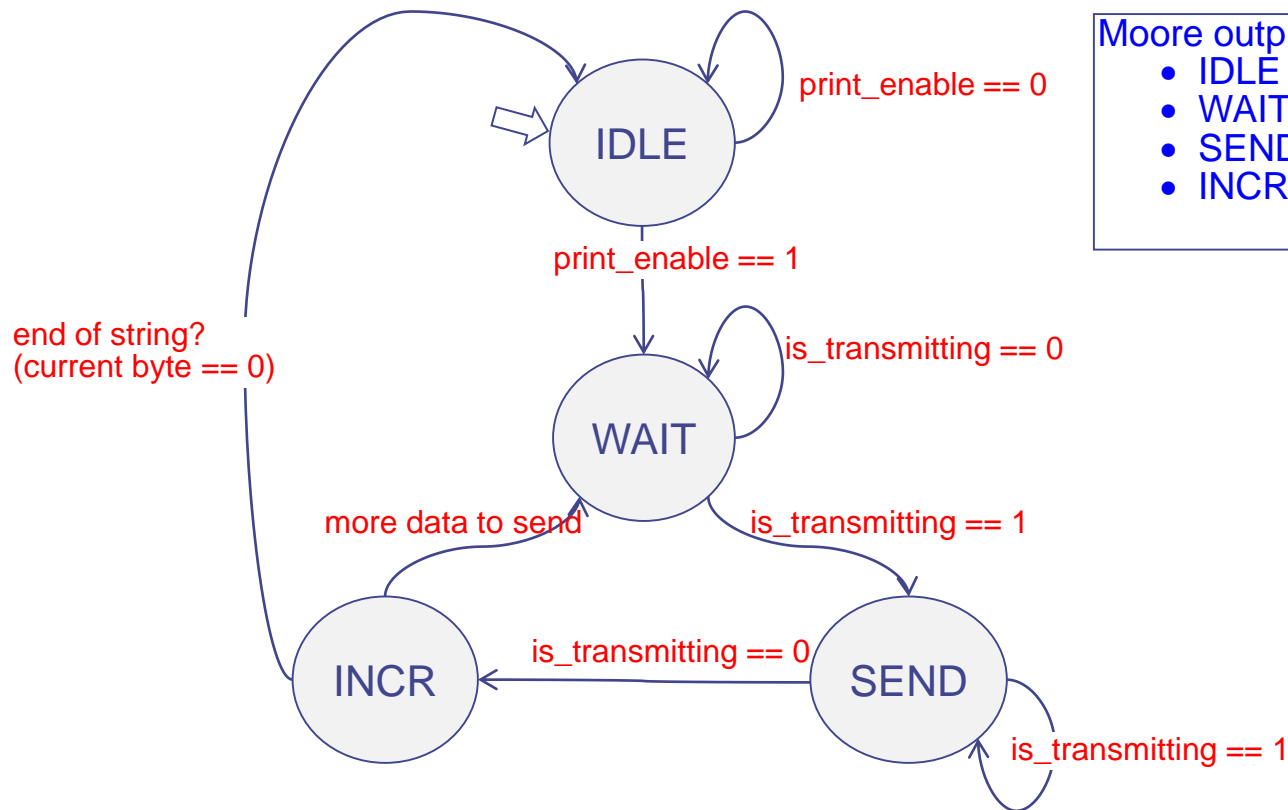 Moore outp
• IDLE
• WAIT
• SEND
• INCR
print_enable == 0
IDLE
print_enable == 1
end of string?
(current byte == 0)
is_transmitting == 0
WAIT
more data to send
is_transmitting == 1
is_transmitting == 0
INCR
SEND
is_transmitting == 1